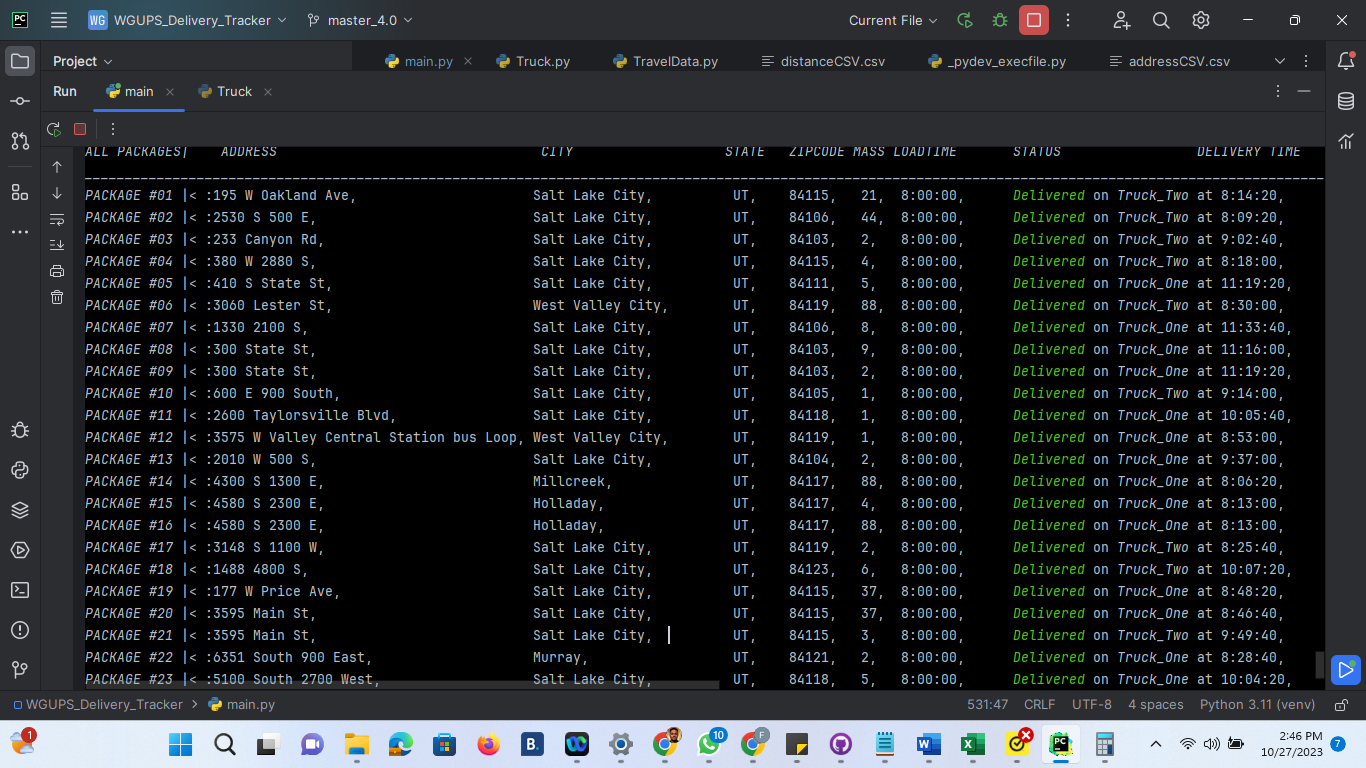 PC WG WGUPS_Delivery_Tracker master_4.0 Current File
Project main.py Truck.py TravelData.py distanceCSV.csv _pydev_execfile.py addressCSV.csv
Run main Truck
ALL PACKAGES| ADDRESS CITY STATE ZIPCODE MASS LOADTIME STATUS DELIVERY TIME
PACKAGE #01 |< :195 W Oakland Ave, Salt Lake City, UT, 84115, 21, 8:00:00, Delivered on Truck_Two at 8:14:20,
PACKAGE #02 |< :2530 S 500 E, Salt Lake City, UT, 84106, 44, 8:00:00, Delivered on Truck_Two at 8:09:20,
PACKAGE #03 |< :233 Canyon Rd, Salt Lake City, UT, 84103, 2, 8:00:00, Delivered on Truck_Two at 9:02:40,
PACKAGE #04 |< :380 W 2880 S, Salt Lake City, UT, 84115, 4, 8:00:00, Delivered on Truck_Two at 8:18:00,
PACKAGE #05 |< :410 S State St, Salt Lake City, UT, 84111, 5, 8:00:00, Delivered on Truck_One at 11:19:20,
PACKAGE #06 |< :3060 Lester St, West Valley City, UT, 84119, 88, 8:00:00, Delivered on Truck_Two at 8:30:00,
PACKAGE #07 |< :1330 2100 S, Salt Lake City, UT, 84106, 8, 8:00:00, Delivered on Truck_One at 11:33:40,
PACKAGE #08 |< :300 State St, Salt Lake City, UT, 84103, 9, 8:00:00, Delivered on Truck_One at 11:16:00,
PACKAGE #09 |< :300 State St, Salt Lake City, UT, 84103, 2, 8:00:00, Delivered on Truck_One at 11:19:20,
PACKAGE #10 |< :600 E 900 South, Salt Lake City, UT, 84105, 1, 8:00:00, Delivered on Truck_One at 9:14:00,
PACKAGE #11 |< :2600 Taylorsville Blvd, Salt Lake City, UT, 84118, 1, 8:00:00, Delivered on Truck_One at 10:05:40,
PACKAGE #12 |< :3575 W Valley Central Station bus Loop, West Valley City, UT, 84119, 1, 8:00:00, Delivered on Truck_One at 8:53:00,
PACKAGE #13 |< :2010 W 500 S, Salt Lake City, UT, 84104, 2, 8:00:00, Delivered on Truck_One at 9:37:00,
PACKAGE #14 |< :4300 S 1300 E, Millcreek, UT, 84117, 88, 8:00:00, Delivered on Truck_One at 8:06:20,
PACKAGE #15 |< :4580 S 2300 E, Holladay, UT, 84117, 4, 8:00:00, Delivered on Truck_One at 8:13:00,
PACKAGE #16 |< :4580 S 2300 E, Holladay, UT, 84117, 88, 8:00:00, Delivered on Truck_One at 8:13:00,
PACKAGE #17 |< :3148 S 1100 W, Salt Lake City, UT, 84119, 2, 8:00:00, Delivered on Truck_Two at 8:25:40,
PACKAGE #18 |< :1488 4800 S, Salt Lake City, UT, 84123, 6, 8:00:00, Delivered on Truck_Two at 10:07:20,
PACKAGE #19 |< :177 W Price Ave, Salt Lake City, UT, 84115, 37, 8:00:00, Delivered on Truck_One at 8:48:20,
PACKAGE #20 |< :3595 Main St, Salt Lake City, UT, 84115, 37, 8:00:00, Delivered on Truck_One at 8:46:40,
PACKAGE #21 |< :3595 Main St, Salt Lake City, UT, 84115, 3, 8:00:00, Delivered on Truck_Two at 9:49:40,
PACKAGE #22 |< :6351 South 900 East, Murray, UT, 84121, 2, 8:00:00, Delivered on Truck_One at 8:28:40,
PACKAGE #23 |< :5100 South 2700 West, Salt Lake City, UT, 84118, 5, 8:00:00, Delivered on Truck_One at 10:04:20,
WGUPS_Delivery_Tracker > main.py 531:47 CRLF UTF-8 4 spaces Python 3.11 (venv)
1 B. 10 F W X PC 2:46 PM 7
10/27/2023